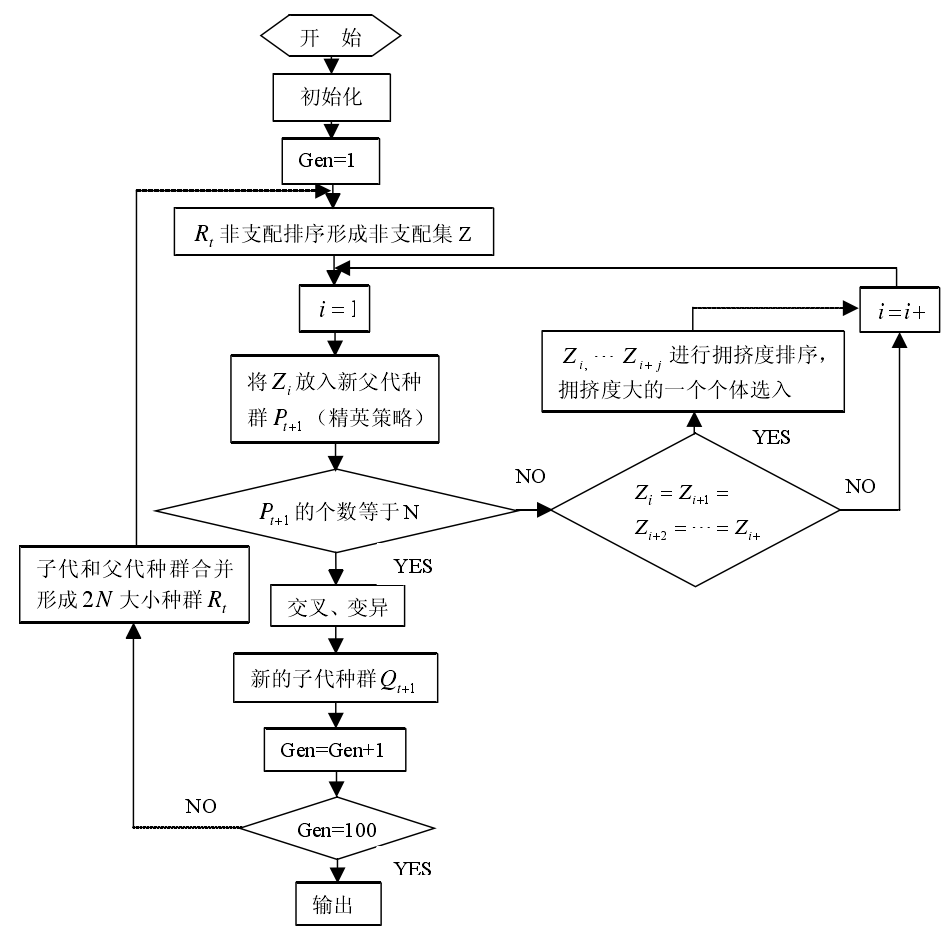 开 始
初始化
Gen=1
R_t 非支配排序形成非支配集 Z
i = 1
i=i+
Z_i, ⋯ Z_{i+j} 进行拥挤度排序，
拥挤度大的一个个体选入
将 Z_i 放入新父代种
群 P_{t+1}（精英策略）
YES
NO
P_{t+1} 的个数等于 N
Z_i = Z_{i+1} =
Z_{i+2} = ⋯ = Z_{i+}
NO
YES
子代和父代种群合并
形成 2N 大小种群 R_t
交叉、变异
新的子代种群 Q_{t+1}
Gen=Gen+1
NO
Gen=100
YES
输出